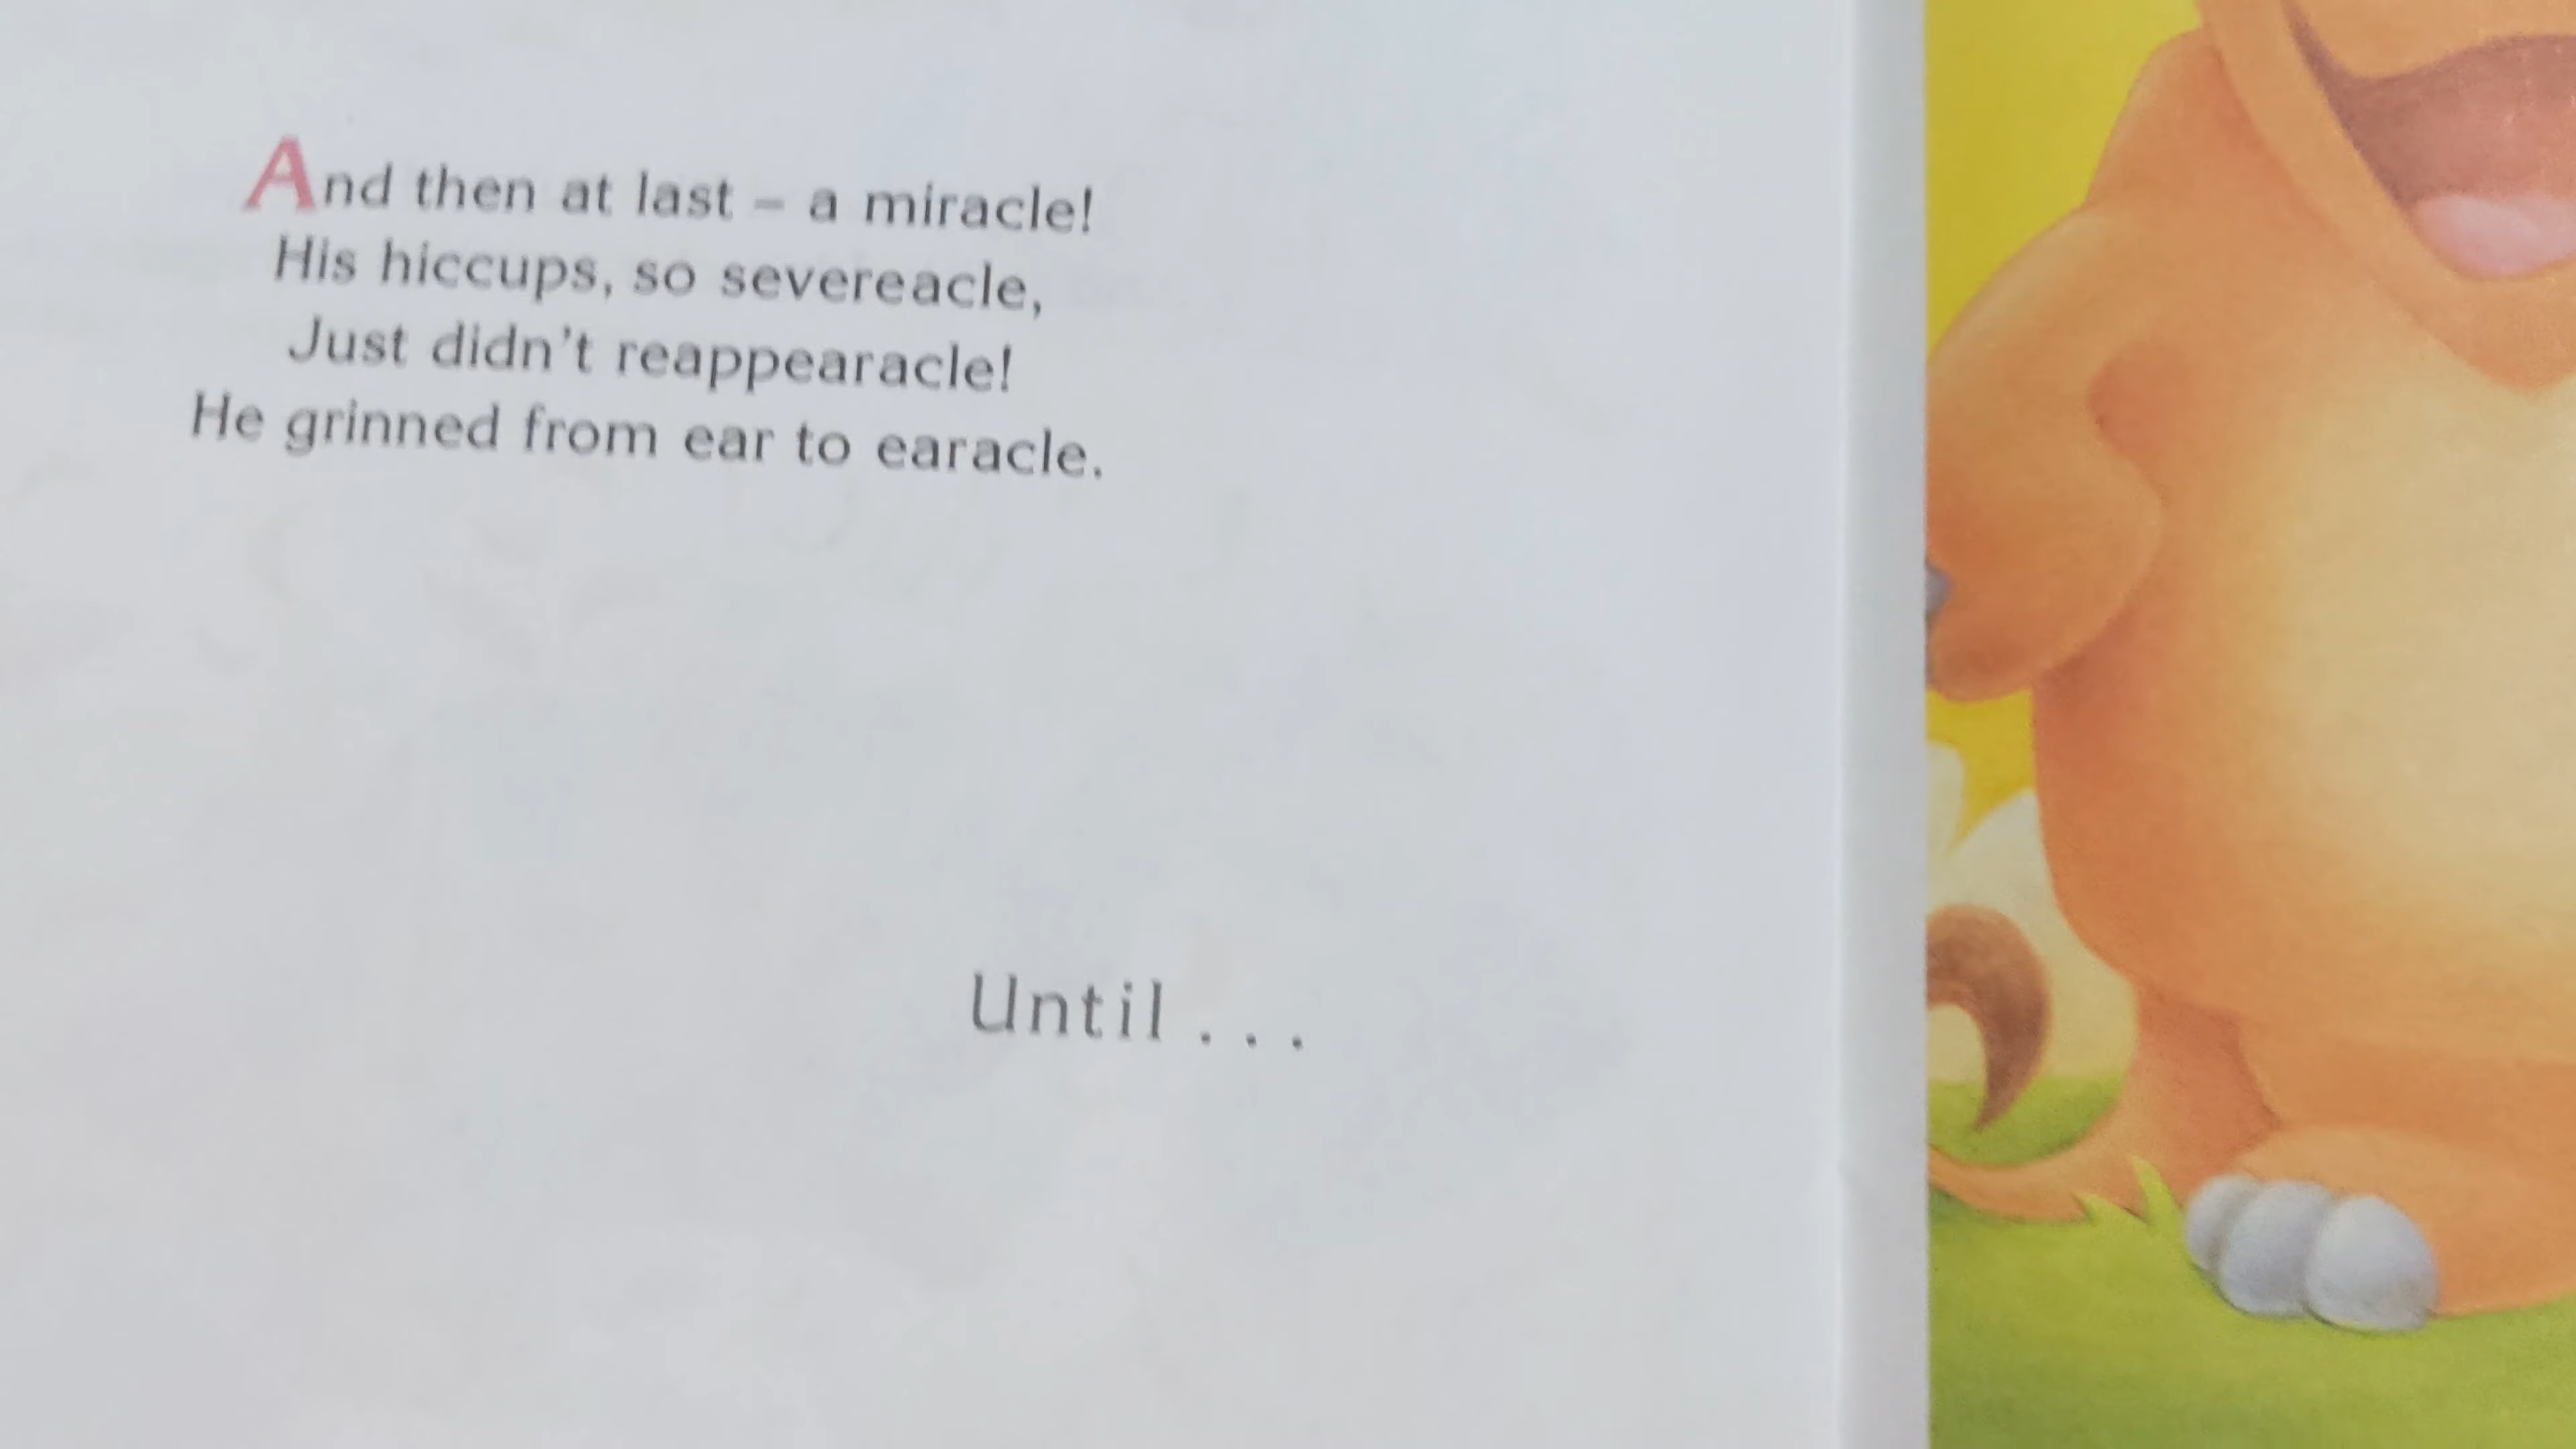 And then at last – a miracle!
His hiccups, so severeacle,
Just didn't reappearacle!
He grinned from ear to earacle.
Until . . .